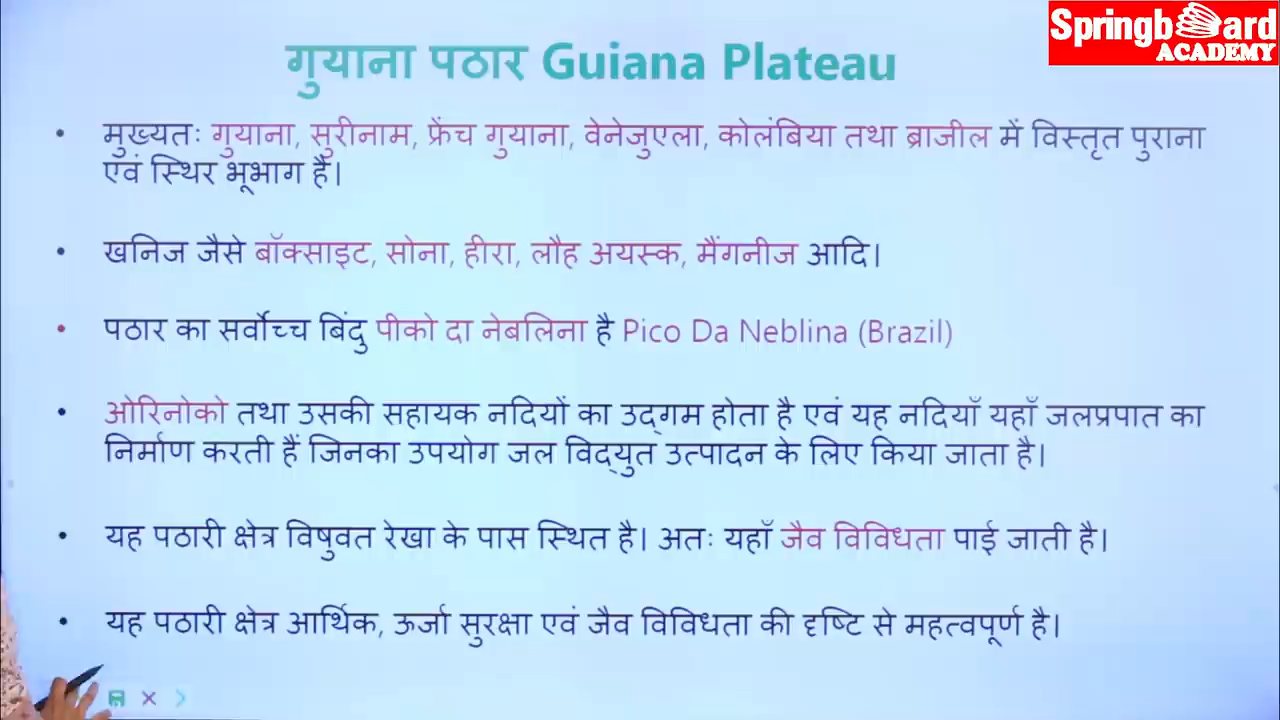 Springboard
ACADEMY
गुयाना पठार Guiana Plateau
• मुख्यतः गुयाना, सुरीनाम, फ्रेंच गुयाना, वेनेजुएला, कोलंबिया तथा ब्राजील में विस्तृत पुराना
एवं स्थिर भूभाग है।
• खनिज जैसे बॉक्साइट, सोना, हीरा, लौह अयस्क, मैंगनीज आदि।
• पठार का सर्वोच्च बिंदु पीको दा नेबलिना है Pico Da Neblina (Brazil)
• ओरिनोको तथा उसकी सहायक नदियों का उद्गम होता है एवं यह नदियाँ यहाँ जलप्रपात का
निर्माण करती हैं जिनका उपयोग जल विद्युत उत्पादन के लिए किया जाता है।
• यह पठारी क्षेत्र विषुवत रेखा के पास स्थित है। अतः यहाँ जैव विविधता पाई जाती है।
• यह पठारी क्षेत्र आर्थिक, ऊर्जा सुरक्षा एवं जैव विविधता की दृष्टि से महत्वपूर्ण है।